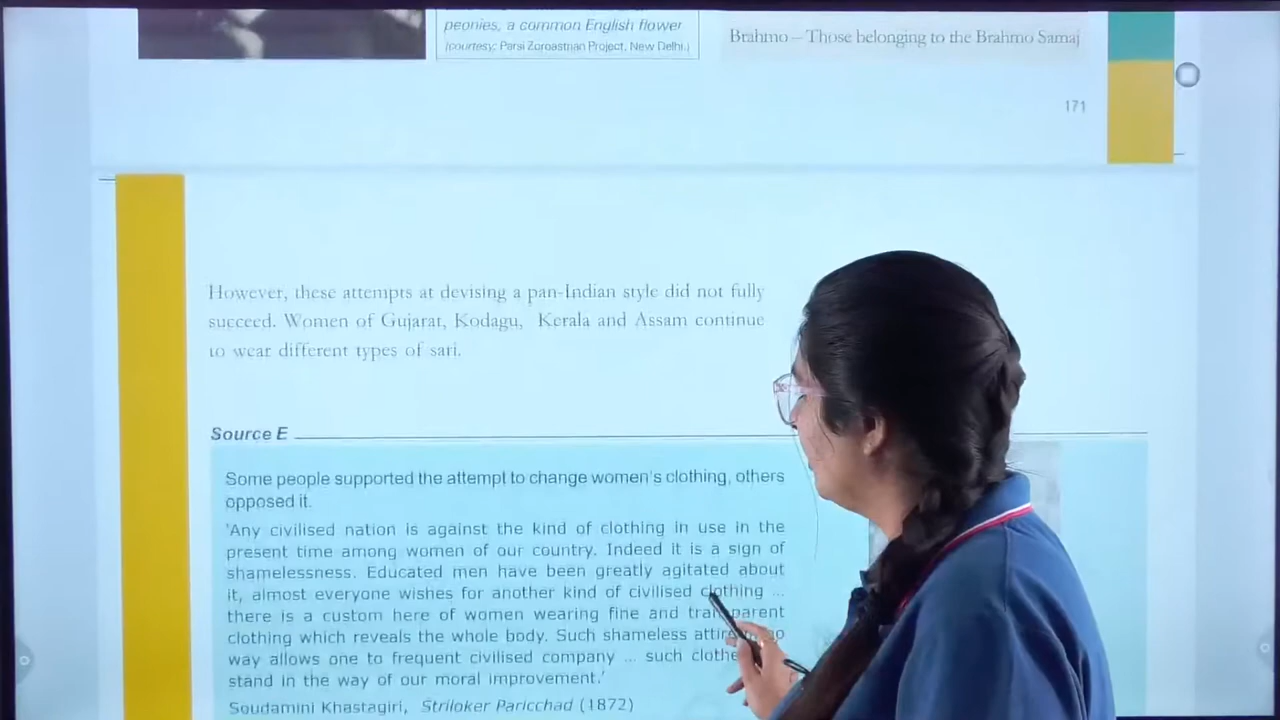 peonies, a common English flower
(courtesy: Parsi Zoroastrian Project, New Delhi.)
Brahmo – Those belonging to the Brahmo Samaj
171
However, these attempts at devising a pan-Indian style did not fully
succeed. Women of Gujarat, Kodagu, Kerala and Assam continue
to wear different types of sari.
Source E
Some people supported the attempt to change women's clothing, others
opposed it.
'Any civilised nation is against the kind of clothing in use in the
present time among women of our country. Indeed it is a sign of
shamelessness. Educated men have been greatly agitated about
it, almost everyone wishes for another kind of civilised clothing ...
there is a custom here of women wearing fine and transparent
clothing which reveals the whole body. Such shameless attire
way allows one to frequent civilised company ... such clothes
stand in the way of our moral improvement.'
Soudamini Khastagiri, Striloker Paricchad (1872)